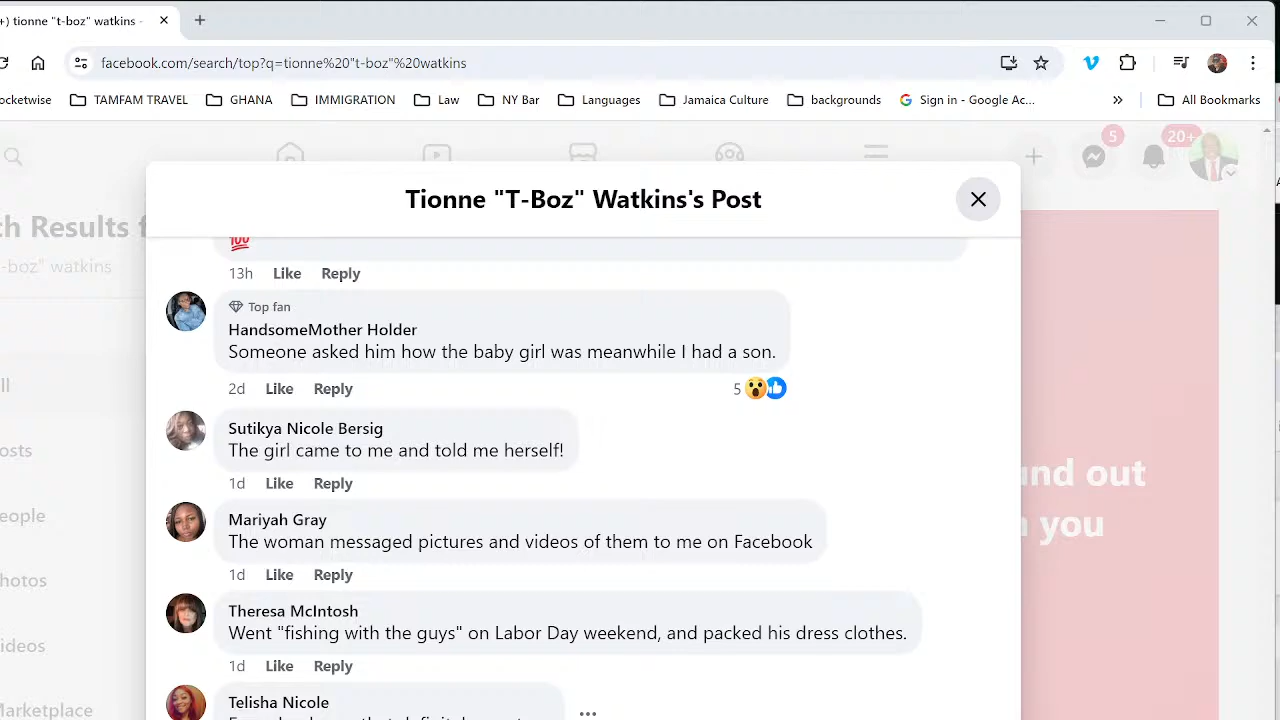 +) tionne "t-boz" watkins -
facebook.com/search/top?q=tionne%20"t-boz"%20watkins
ocketwise TAMFAM TRAVEL GHANA IMMIGRATION Law NY Bar Languages Jamaica Culture backgrounds Sign in - Google Ac... » All Bookmarks
5 20+
Tionne "T-Boz" Watkins's Post
ch Results f
-boz" watkins
💯
13h Like Reply
Top fan
HandsomeMother Holder
Someone asked him how the baby girl was meanwhile I had a son.
2d Like Reply 5
Sutikya Nicole Bersig
The girl came to me and told me herself!
1d Like Reply
Mariyah Gray
The woman messaged pictures and videos of them to me on Facebook
1d Like Reply
Theresa McIntosh
Went "fishing with the guys" on Labor Day weekend, and packed his dress clothes.
1d Like Reply
Telisha Nicole
ll
osts
eople
hotos
ideos
Marketplace
und out
you